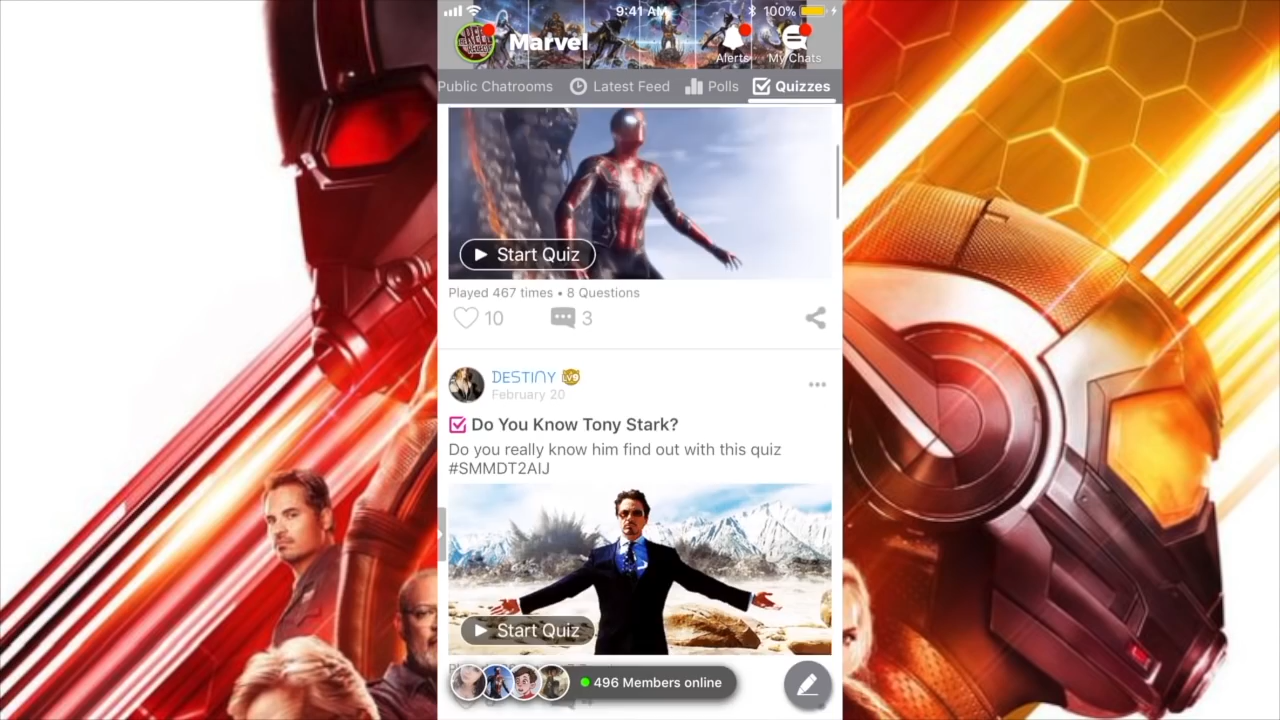 9:41 AM
100%
Marvel
Alerts
My Chats
Public Chatrooms
Latest Feed
Polls
Quizzes
Start Quiz
Played 467 times • 8 Questions
10
3
DESTINY LV9
February 20
Do You Know Tony Stark?
Do you really know him find out with this quiz
#SMMDT2AIJ
Start Quiz
496 Members online